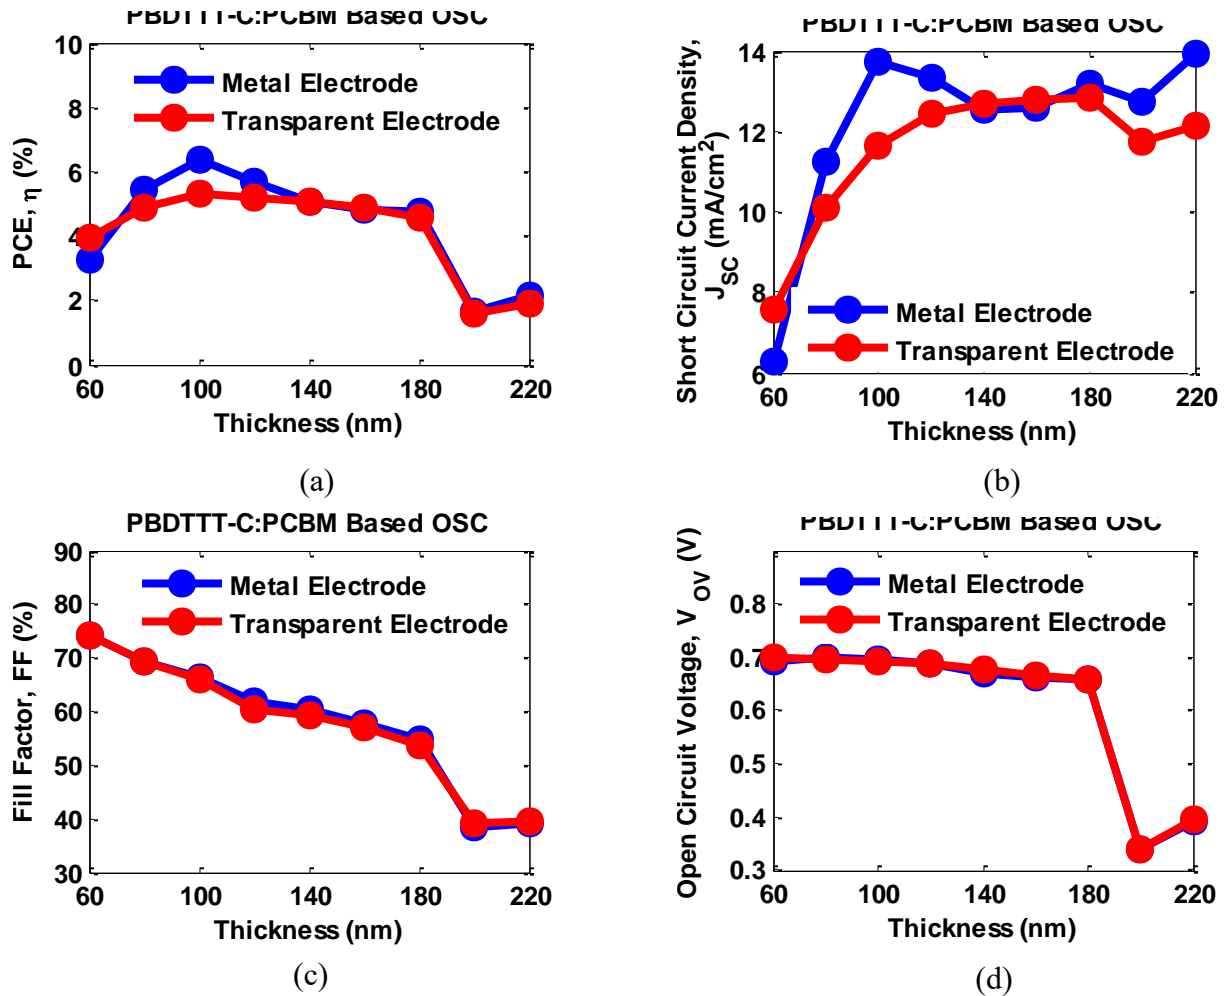 PBDTTT-C:PCBM Based OSC
10
8
6
4
2
0
PCE, η (%)
Metal Electrode
Transparent Electrode
60 100 140 180 220
Thickness (nm)
(a)
PBDTTT-C:PCBM Based OSC
14
12
10
8
6
Short Circuit Current Density,
J_SC (mA/cm²)
Metal Electrode
Transparent Electrode
60 100 140 180 220
Thickness (nm)
(b)
PBDTTT-C:PCBM Based OSC
90
80
70
60
50
40
30
Fill Factor, FF (%)
Metal Electrode
Transparent Electrode
60 100 140 180 220
Thickness (nm)
(c)
PBDTTT-C:PCBM Based OSC
0.8
0.7
0.6
0.5
0.4
0.3
Open Circuit Voltage, V_OV (V)
Metal Electrode
Transparent Electrode
60 100 140 180 220
Thickness (nm)
(d)